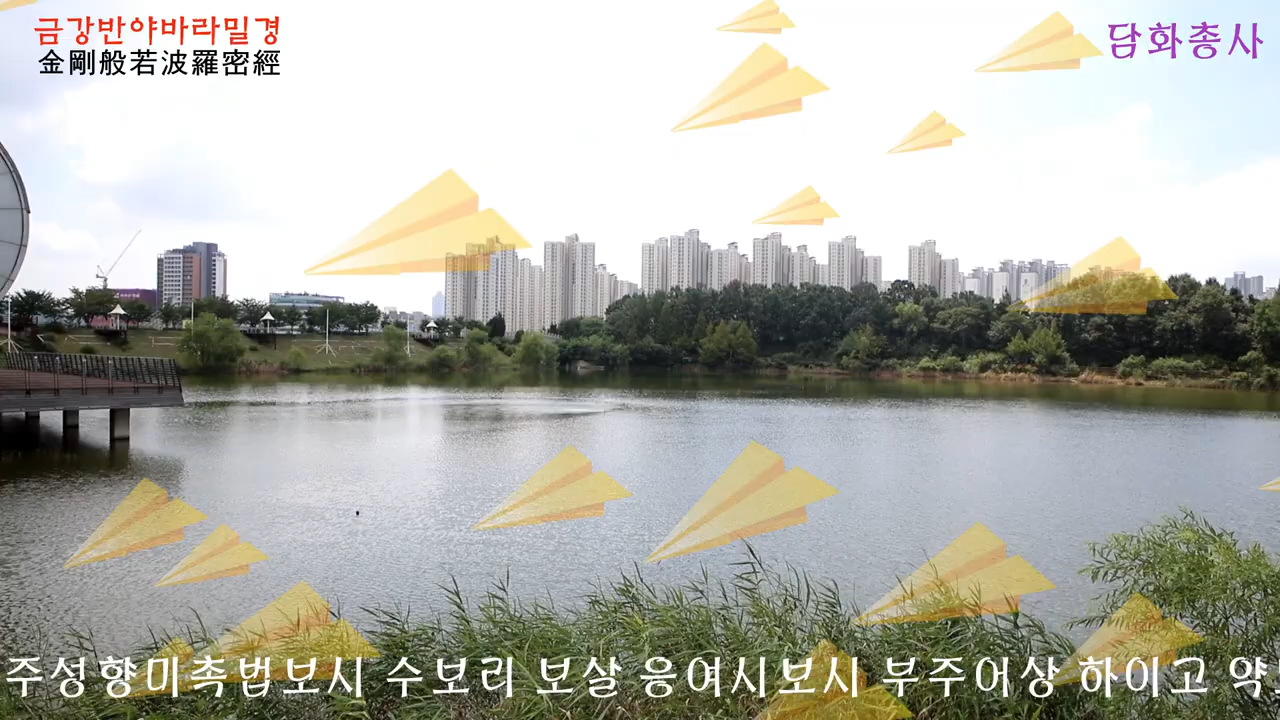 금강반야바라밀경
金剛般若波羅密經
담화총사
주성향미촉법보시 수보리 보살 응여시보시 부주어상 하이고 약